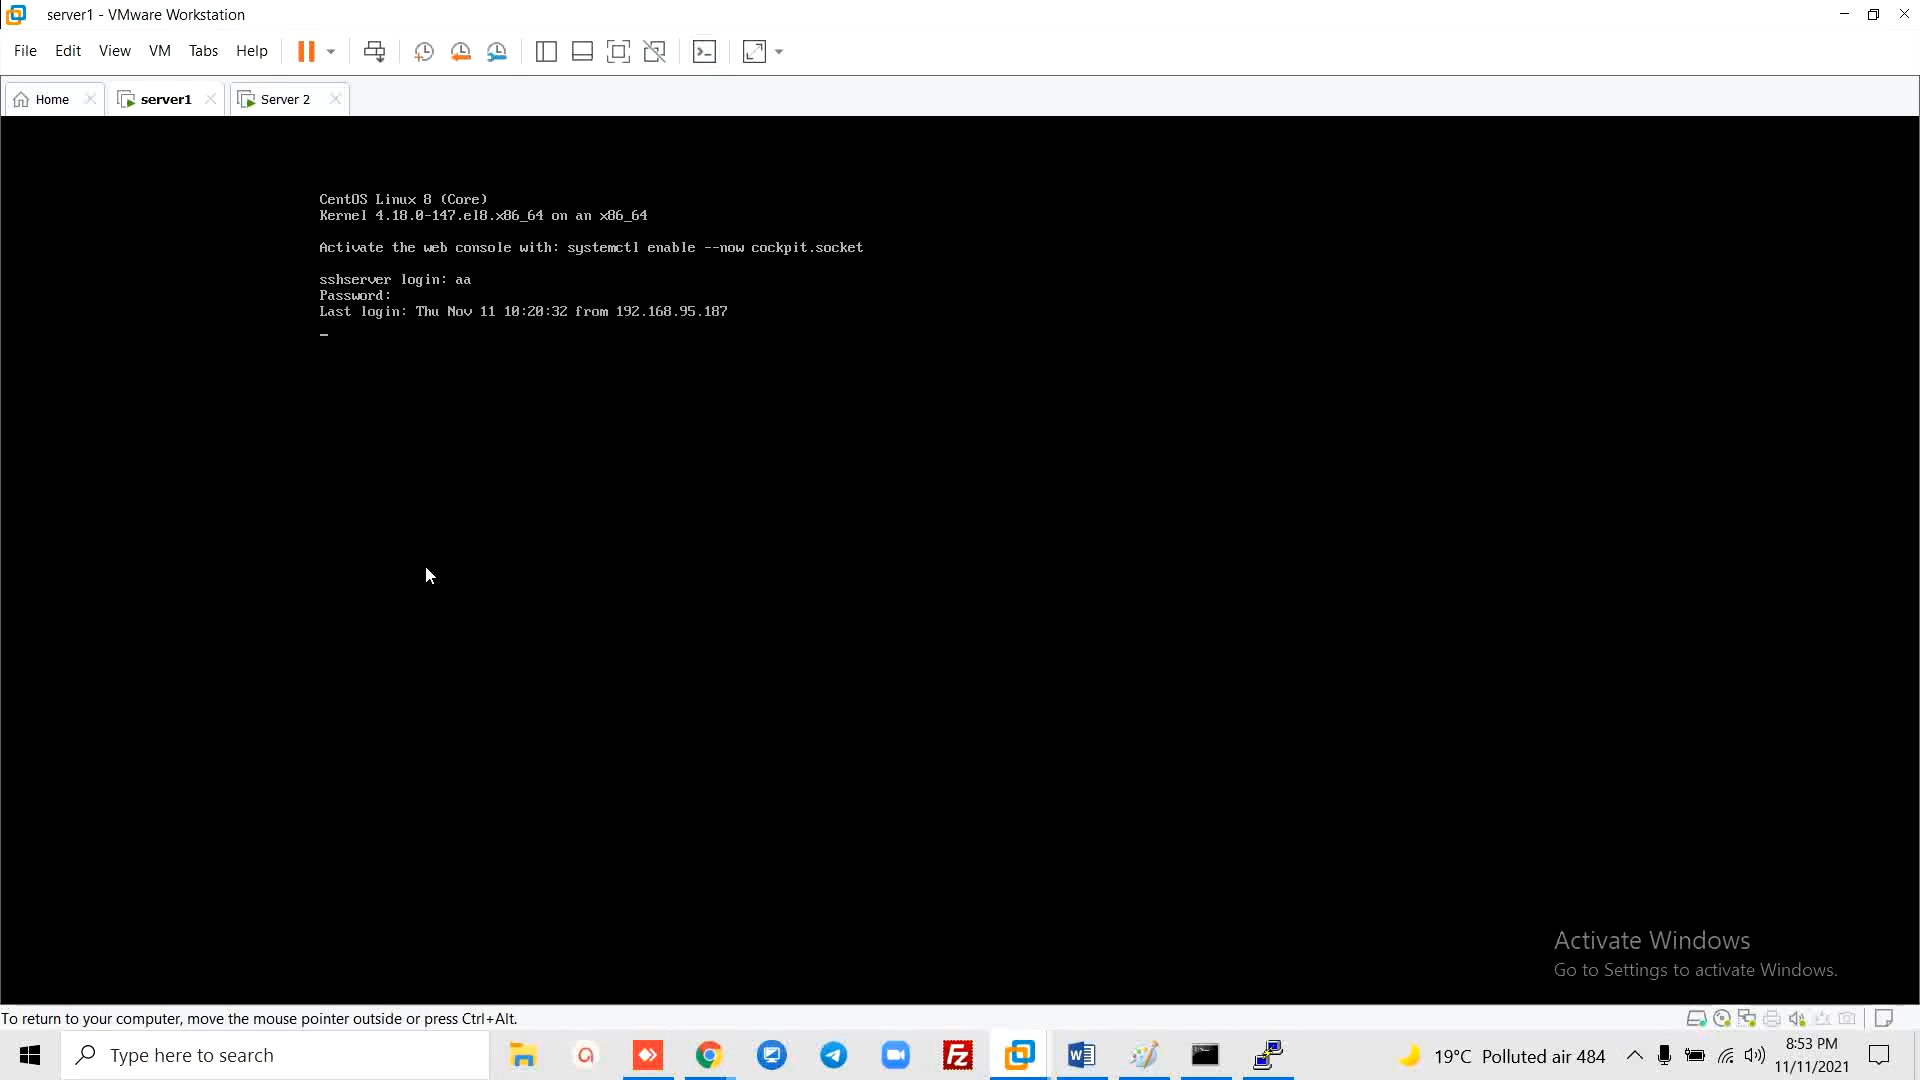 server1 - VMware Workstation
File Edit View VM Tabs Help
Home server1 Server 2
CentOS Linux 8 (Core)
Kernel 4.18.0-147.el8.x86_64 on an x86_64
Activate the web console with: systemctl enable --now cockpit.socket
sshserver login: aa
Password:
Last login: Thu Nov 11 10:20:32 from 192.168.95.187
Activate Windows
Go to Settings to activate Windows.
To return to your computer, move the mouse pointer outside or press Ctrl+Alt.
Type here to search
19°C Polluted air 484
8:53 PM
11/11/2021